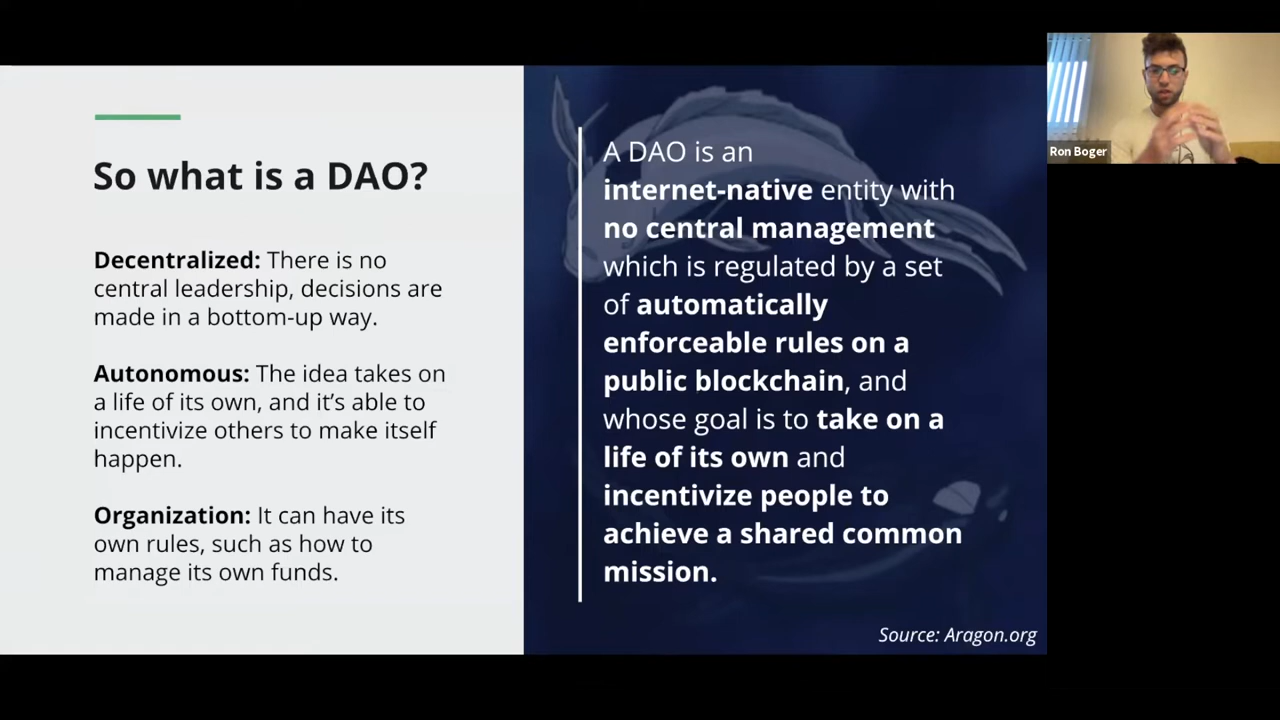 So what is a DAO?
Decentralized: There is no
central leadership, decisions are
made in a bottom-up way.
Autonomous: The idea takes on
a life of its own, and it’s able to
incentivize others to make itself
happen.
Organization: It can have its
own rules, such as how to
manage its own funds.
A DAO is an
internet-native entity with
no central management
which is regulated by a set
of automatically
enforceable rules on a
public blockchain, and
whose goal is to take on a
life of its own and
incentivize people to
achieve a shared common
mission.
Source: Aragon.org
Ron Boger